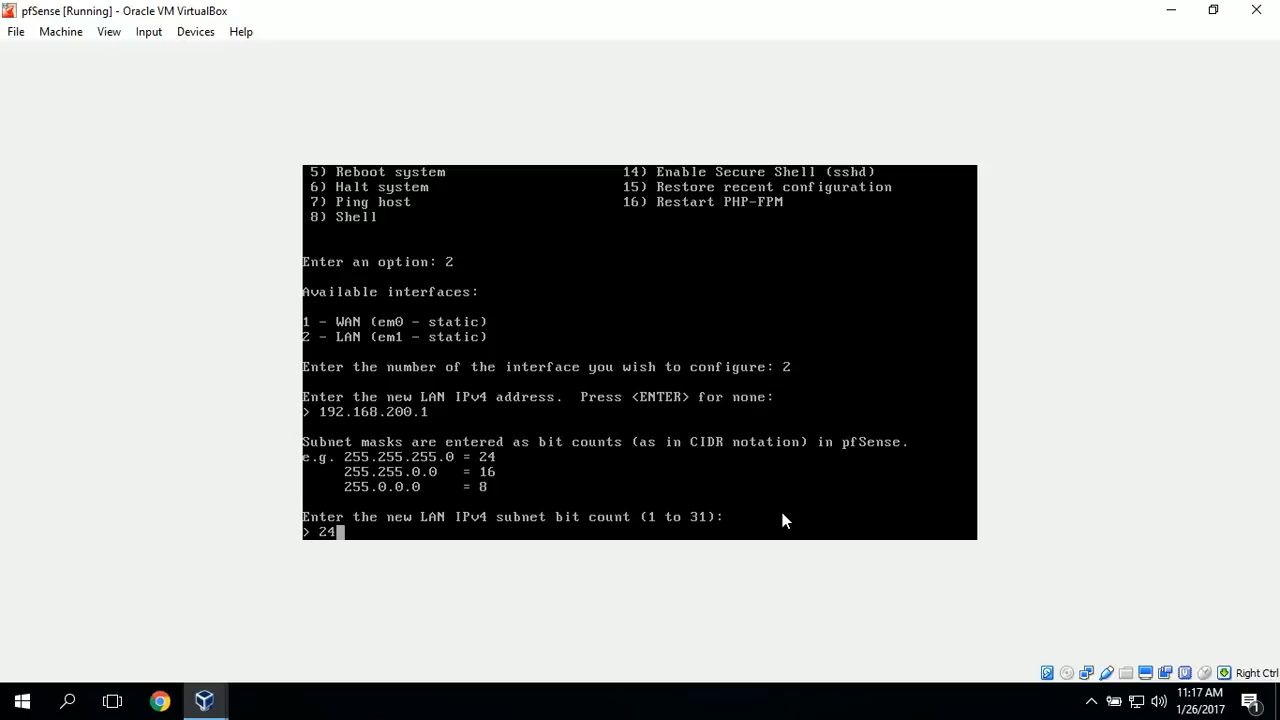 pfSense [Running] - Oracle VM VirtualBox
File Machine View Input Devices Help
5) Reboot system 14) Enable Secure Shell (sshd)
6) Halt system 15) Restore recent configuration
7) Ping host 16) Restart PHP-FPM
8) Shell
Enter an option: 2
Available interfaces:
1 - WAN (em0 - static)
2 - LAN (em1 - static)
Enter the number of the interface you wish to configure: 2
Enter the new LAN IPv4 address.  Press <ENTER> for none:
> 192.168.200.1
Subnet masks are entered as bit counts (as in CIDR notation) in pfSense.
e.g. 255.255.255.0 = 24
255.255.0.0 = 16
255.0.0.0 = 8
Enter the new LAN IPv4 subnet bit count (1 to 31):
> 24
Right Ctrl
11:17 AM
1/26/2017
1